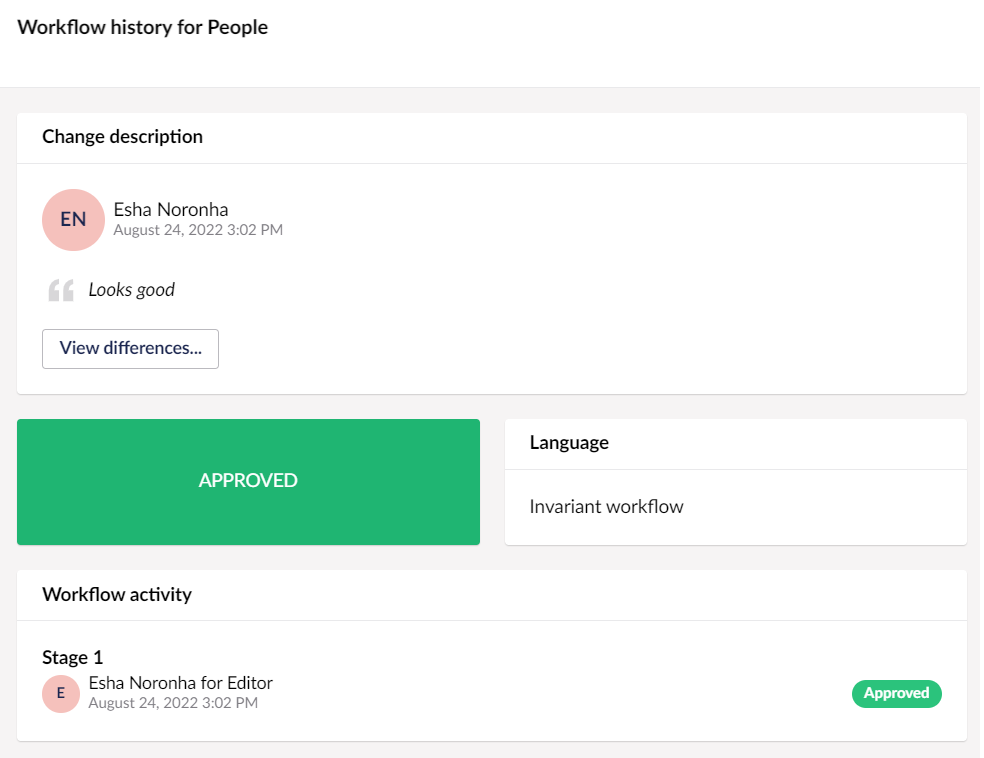 Workflow history for People
Change description
EN
Esha Noronha
August 24, 2022 3:02 PM
Looks good
View differences...
APPROVED
Language
Invariant workflow
Workflow activity
Stage 1
E
Esha Noronha for Editor
August 24, 2022 3:02 PM
Approved